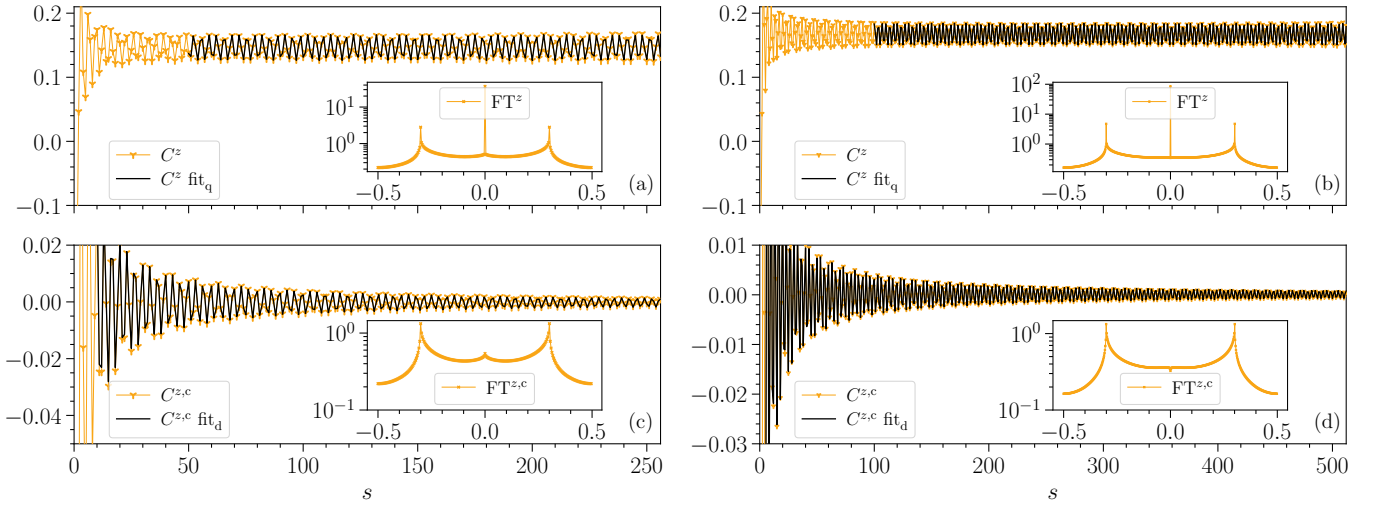 0.2
0.1
0.0
−0.1
C^z
C^z fit_q
10^1
10^0
FT^z
−0.5
0.0
0.5
(a)
0.2
0.1
0.0
−0.1
C^z
C^z fit_q
10^2
10^1
10^0
FT^z
−0.5
0.0
0.5
(b)
0.02
0.00
−0.02
−0.04
C^{z,c}
C^{z,c} fit_d
10^0
10^{−1}
FT^{z,c}
−0.5
0.0
0.5
(c)
0
50
100
150
200
250
s
0.01
0.00
−0.01
−0.02
−0.03
C^{z,c}
C^{z,c} fit_d
10^0
10^{−1}
FT^{z,c}
−0.5
0.0
0.5
(d)
0
100
200
300
400
500
s